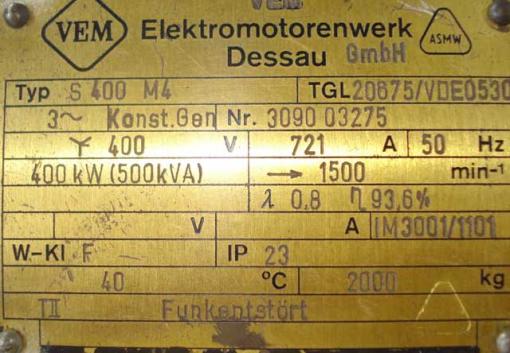 VEM
VEM Elektromotorenwerk
Dessau GmbH
ASMW
Typ S 400 M4 TGL 20675/VDE0530
3~ Konst.Gen Nr. 3090 03275
Y 400 V 721 A 50 Hz
400 kW (500kVA) → 1500 min-¹
λ 0.8 η 93,6%
V A IM3001/1101
W.-Kl F IP 23
40 °C 2000 kg
III Funkentstört